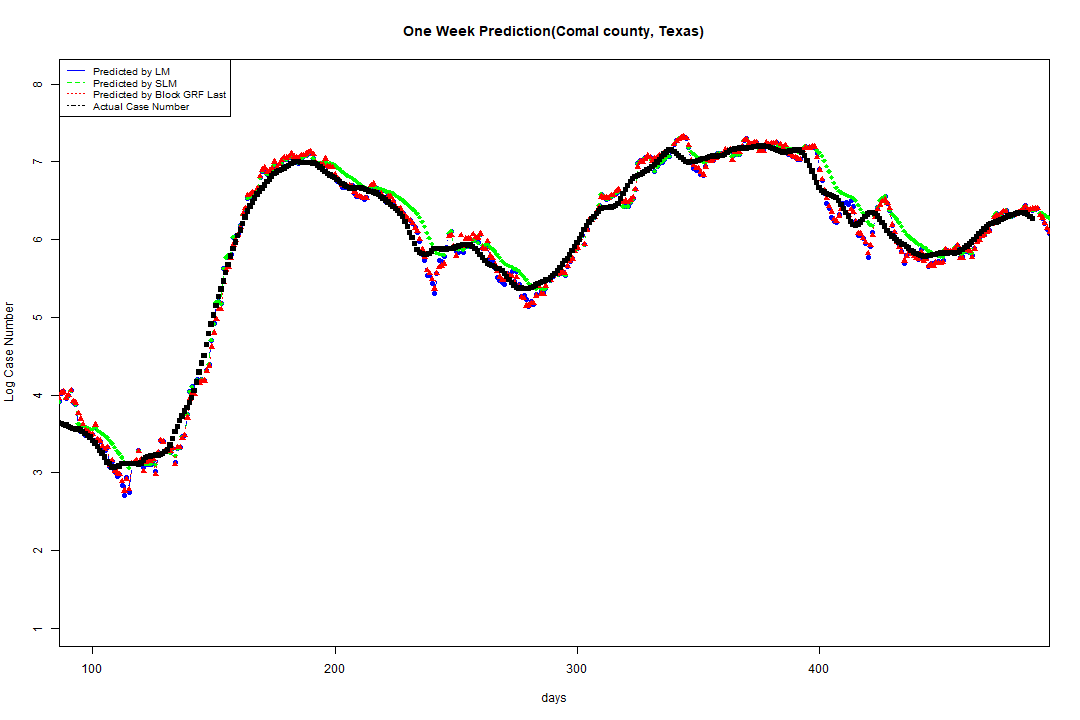 One Week Prediction(Comal county, Texas)
Predicted by LM
Predicted by SLM
Predicted by Block GRF Last
Actual Case Number
8
7
6
5
4
3
2
1
Log Case Number
100 200 300 400
days